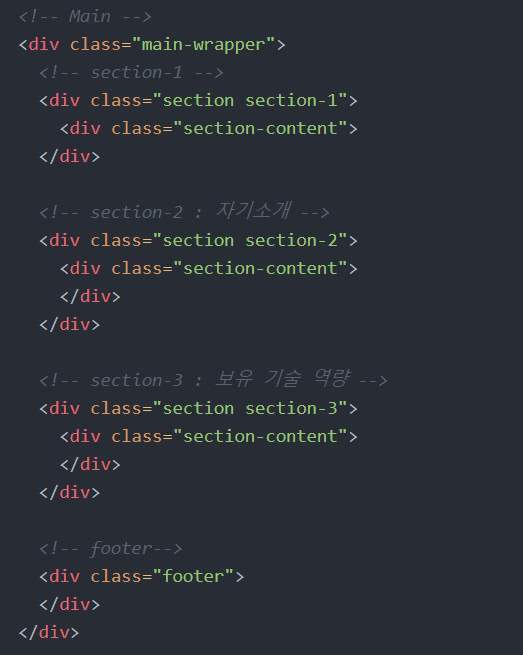 <!-- Main -->
<div class="main-wrapper">
<!-- section-1 -->
<div class="section section-1">
<div class="section-content">
</div>
<!-- section-2 : 자기소개 -->
<div class="section section-2">
<div class="section-content">
</div>
</div>
<!-- section-3 : 보유 기술 역량 -->
<div class="section section-3">
<div class="section-content">
</div>
</div>
<!-- footer-->
<div class="footer">
</div>
</div>